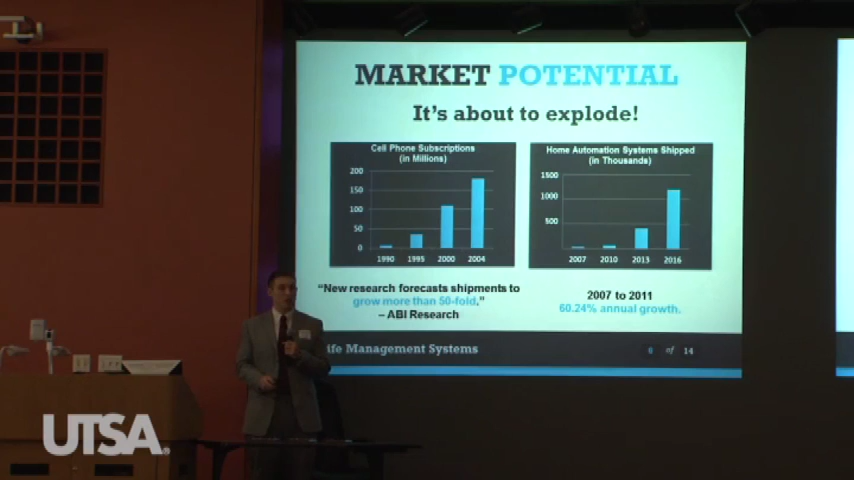 MARKET POTENTIAL
It's about to explode!
Cell Phone Subscriptions
(in Millions)
200
150
100
50
0
1990 1995 2000 2004
Home Automation Systems Shipped
(in Thousands)
1500
1000
500
2007 2010 2013 2016
“New research forecasts shipments to
grow more than 50-fold.”
– ABI Research
2007 to 2011
60.24% annual growth.
ife Management Systems
6 of 14
UTSA®